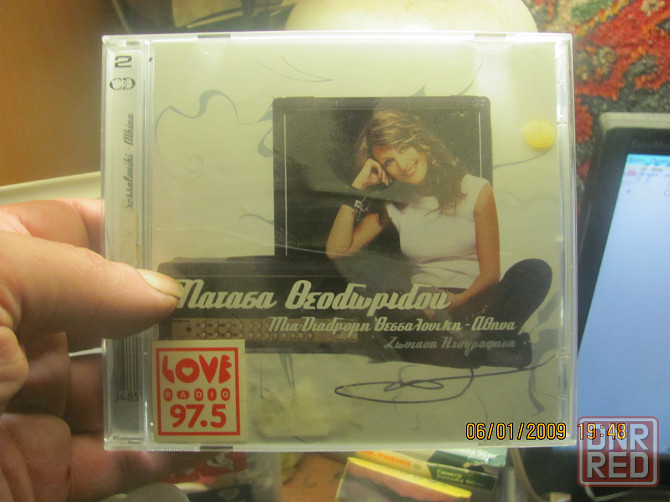 2
CD
Νατάσα Θεοδωρίδου
Μια Διαδρομή Θεσσαλονίκη - Αθήνα
Ζωντανή Ηχογράφηση
LOVE
RADIO
97.5
06/01/2009 19:48
DNR
RED